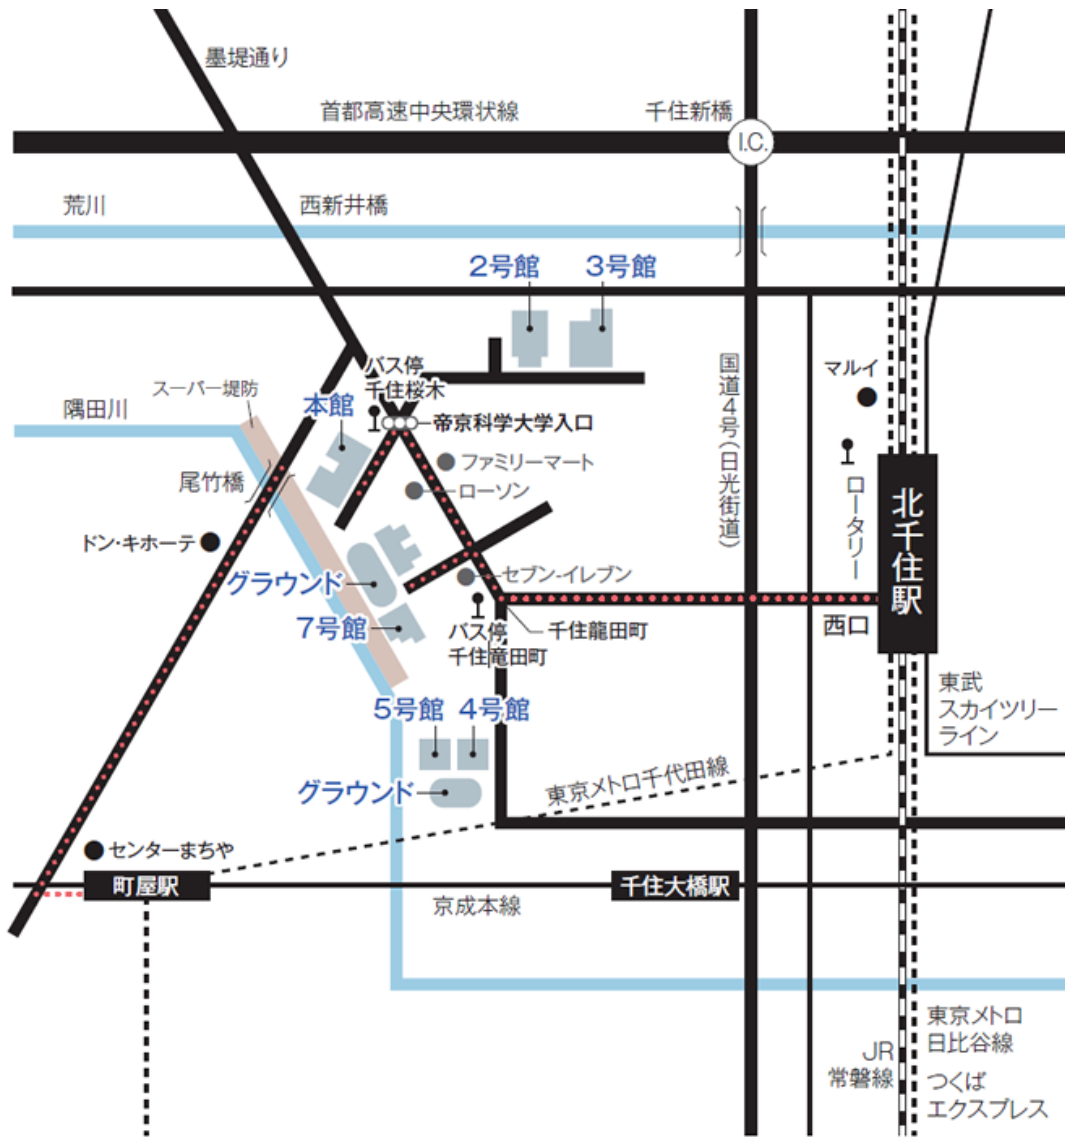 墨堤通り
首都高速中央環状線
千住新橋
I.C.
荒川
西新井橋
2号館
3号館
バス停
千住桜木
スーパー堤防
本館
隅田川
帝京科学大学入口
国道4号(日光街道)
マルイ
尾竹橋
ファミリーマート
ローソン
ロータリー
北千住駅
ドン・キホーテ
グラウンド
セブン-イレブン
7号館
バス停
千住竜田町
千住龍田町
西口
5号館
4号館
東武
スカイツリー
ライン
グラウンド
東京メトロ千代田線
センターまちや
町屋駅
千住大橋駅
京成本線
JR
常磐線
東京メトロ
日比谷線
つくば
エクスプレス